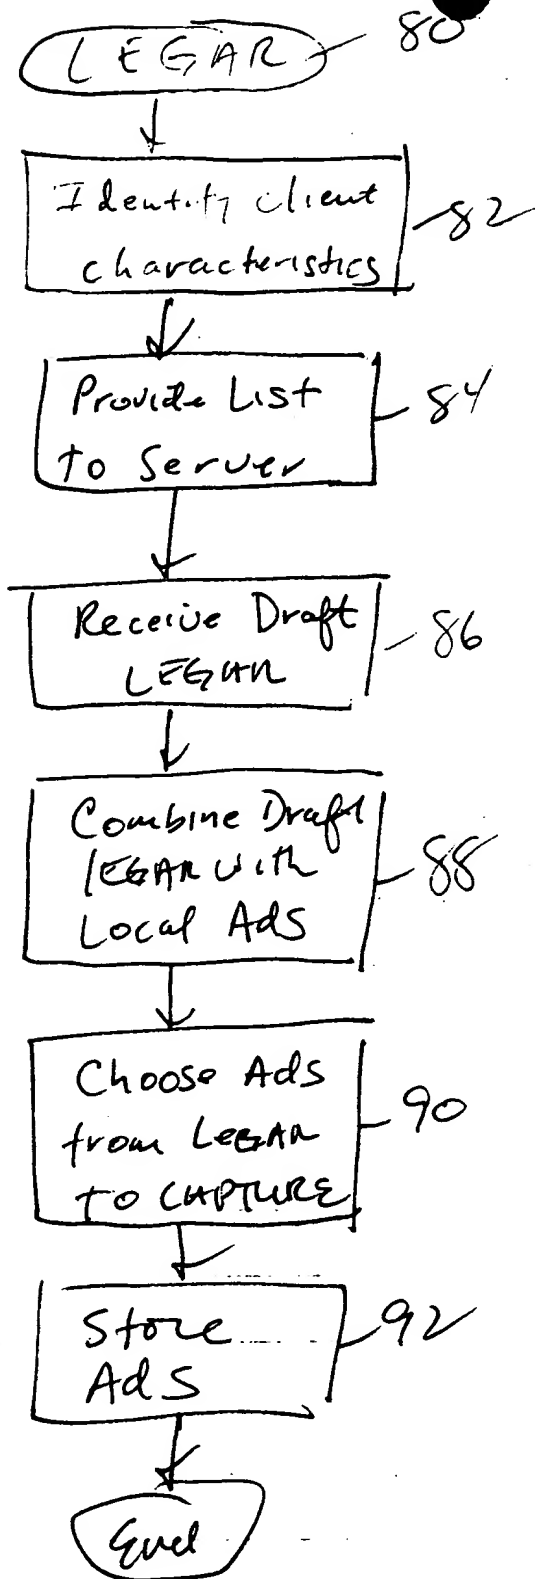 LEGAR 80
Identify client 82
characteristics
Provide List 84
to Server
Receive Draft 86
LEGAR
Combine Draft
LEGAR with 88
Local Ads
Choose Ads
from LEGAR 90
to CAPTURE
Store 92
Ads
End